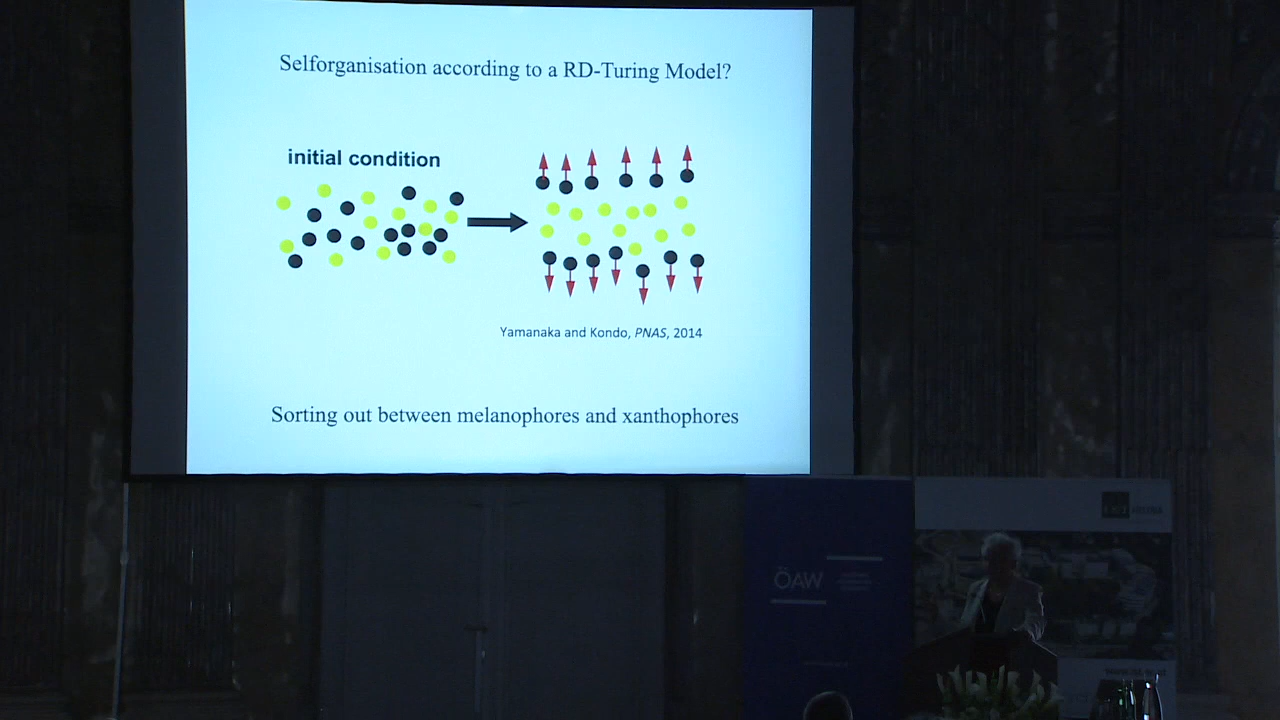 Selforganisation according to a RD-Turing Model?
initial condition
Yamanaka and Kondo, PNAS, 2014
Sorting out between melanophores and xanthophores
ÖAW